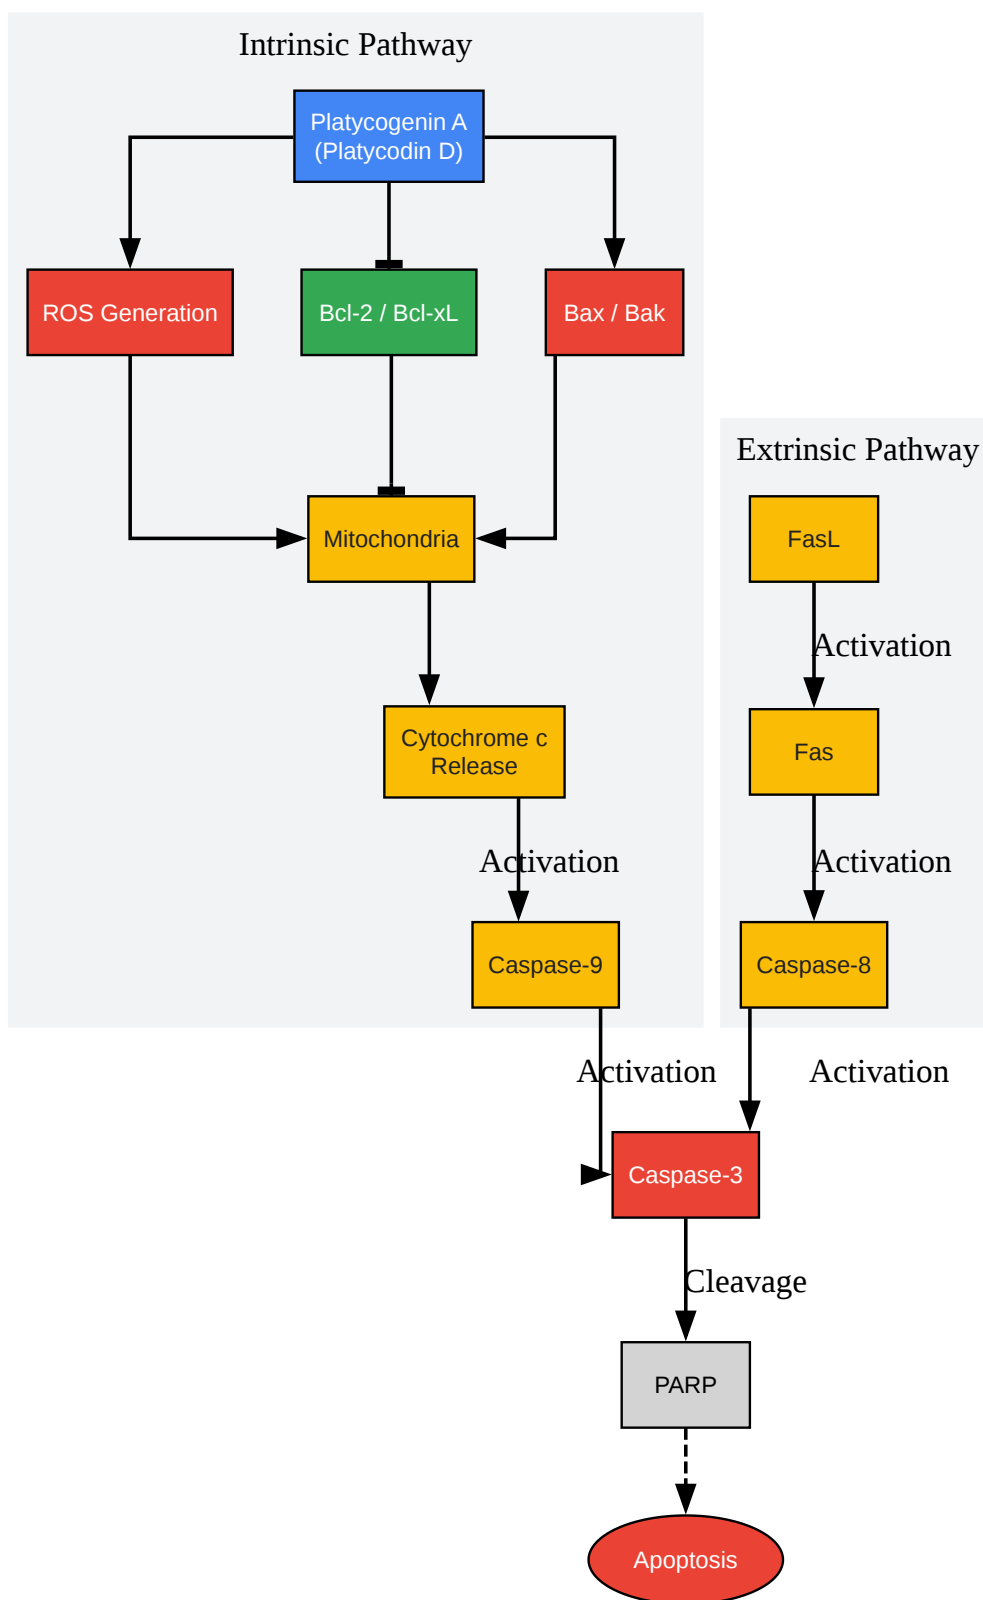 Intrinsic Pathway
Platycogenin A
(Platycodin D)
ROS Generation
Bcl-2 / Bcl-xL
Bax / Bak
Extrinsic Pathway
Mitochondria
FasL
Activation
Cytochrome c
Release
Fas
Activation
Activation
Caspase-9
Caspase-8
Activation
Activation
Caspase-3
Cleavage
PARP
Apoptosis